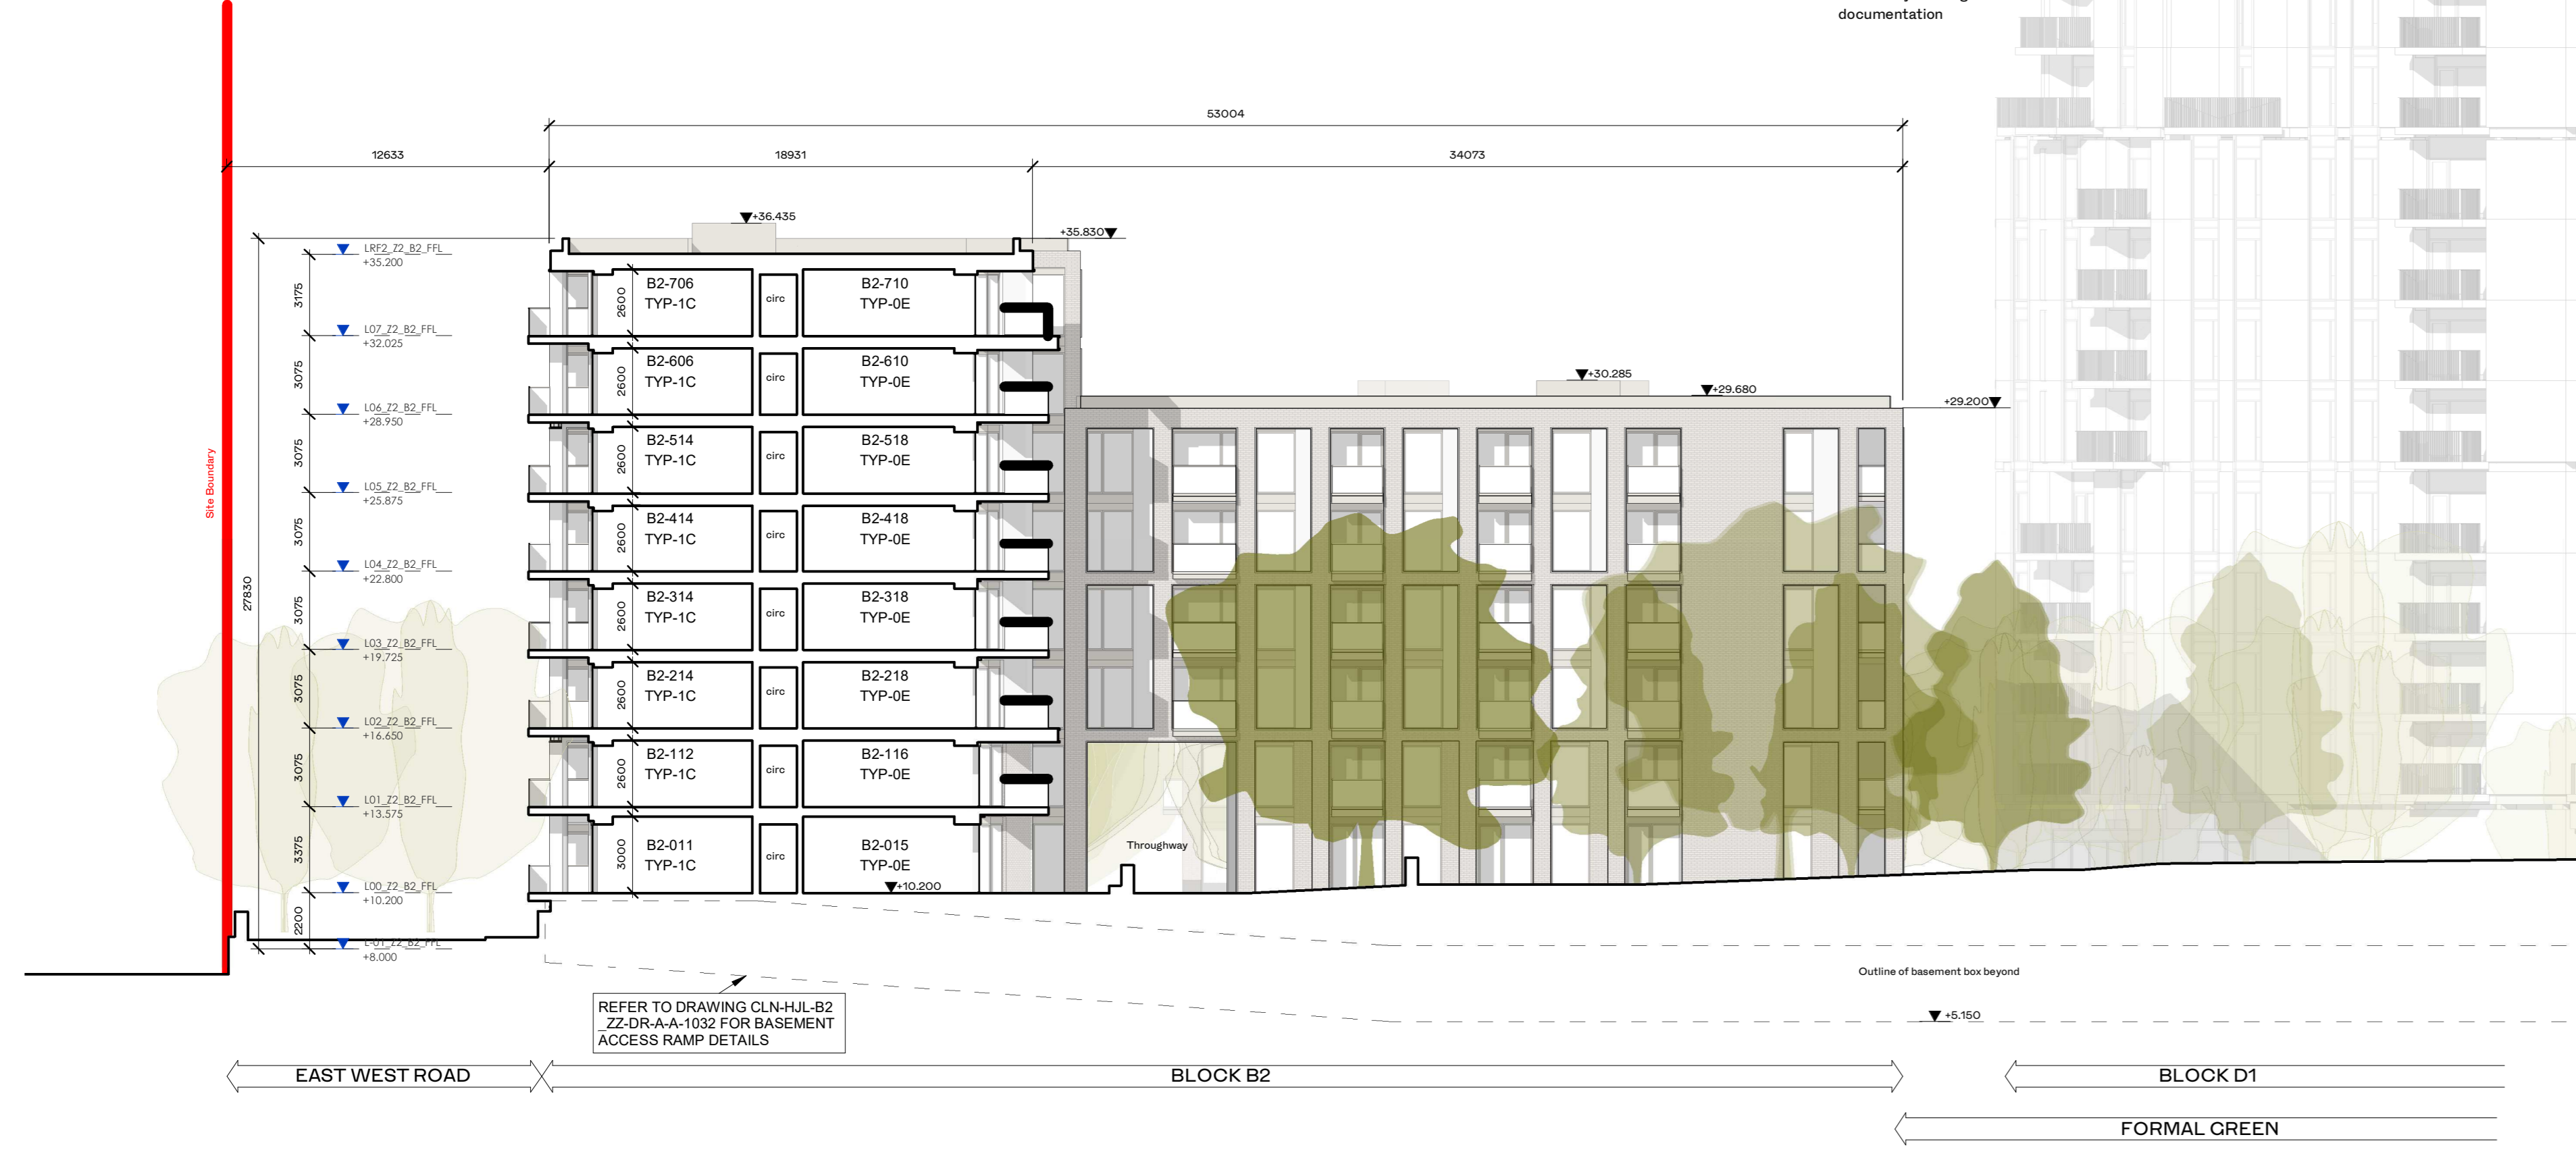 documentation
53004
12633
18931
34073
+36.435
+35.830
LRF2_Z2_B2_FFL
+35.200
3175
2600
B2-706
TYP-1C
circ
B2-710
TYP-0E
L07_Z2_B2_FFL
+32.025
3075
2600
B2-606
TYP-1C
circ
B2-610
TYP-0E
+30.285
+29.680
+29.200
L06_Z2_B2_FFL
+28.950
3075
2600
B2-514
TYP-1C
circ
B2-518
TYP-0E
Site Boundary
L05_Z2_B2_FFL
+25.875
3075
2600
B2-414
TYP-1C
circ
B2-418
TYP-0E
L04_Z2_B2_FFL
+22.800
27830
3075
2600
B2-314
TYP-1C
circ
B2-318
TYP-0E
L03_Z2_B2_FFL
+19.725
3075
2600
B2-214
TYP-1C
circ
B2-218
TYP-0E
L02_Z2_B2_FFL
+16.650
3075
2600
B2-112
TYP-1C
circ
B2-116
TYP-0E
L01_Z2_B2_FFL
+13.575
3375
3000
B2-011
TYP-1C
circ
B2-015
TYP-0E
Throughway
L00_Z2_B2_FFL
+10.200
+10.200
2200
L-01_Z2_B2_FFL
+8.000
Outline of basement box beyond
REFER TO DRAWING CLN-HJL-B2
_ZZ-DR-A-A-1032 FOR BASEMENT
ACCESS RAMP DETAILS
+5.150
EAST WEST ROAD
BLOCK B2
BLOCK D1
FORMAL GREEN